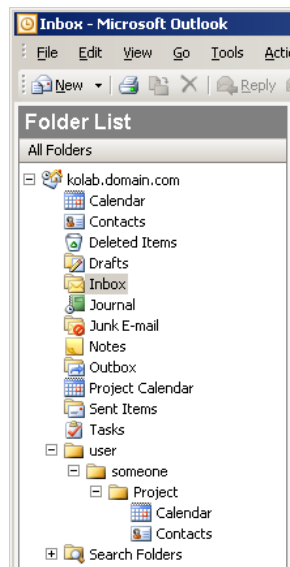 Inbox - Microsoft Outlook
File Edit View Go Tools
New Reply
Folder List
All Folders
kolab.domain.com
Calendar
Contacts
Deleted Items
Drafts
Inbox
Journal
Junk E-mail
Notes
Outbox
Project Calendar
Sent Items
Tasks
user
someone
Project
Calendar
Contacts
Search Folders